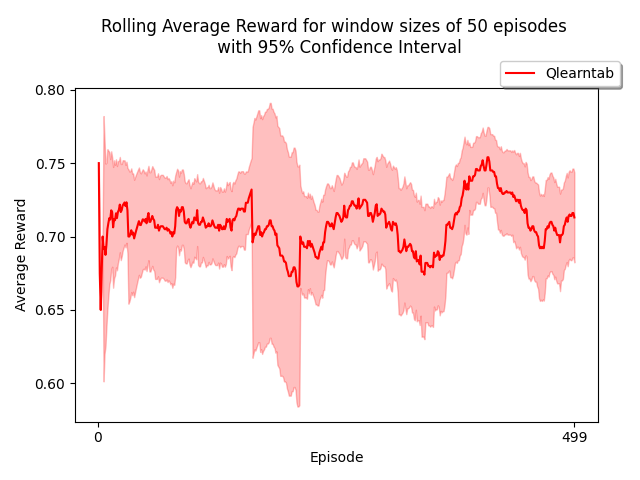 Rolling Average Reward for window sizes of 50 episodes
with 95% Confidence Interval
Qlearntab
0.80
0.75
0.70
0.65
0.60
Average Reward
0
499
Episode